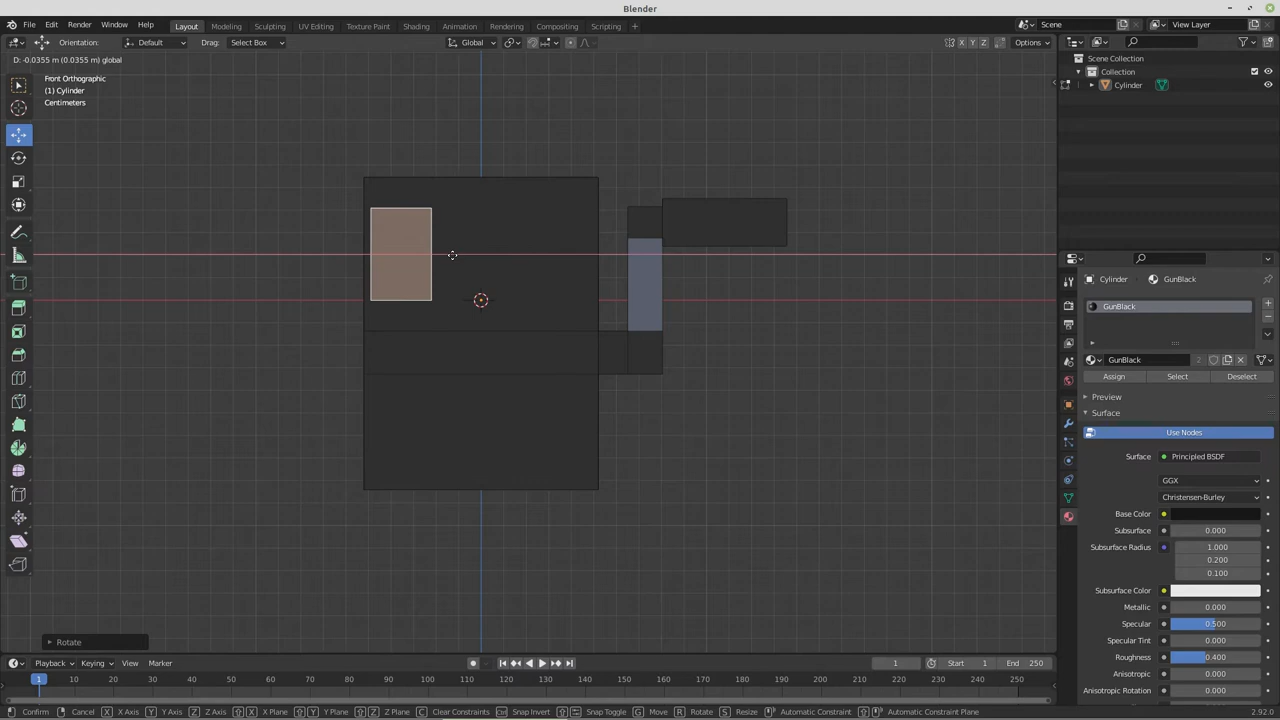 Blender
File Edit Render Window Help Layout Modeling Sculpting UV Editing Texture Paint Shading Animation Rendering Compositing Scripting + Scene View Layer
Orientation: Default Drag: Select Box Global X Y Z Options
D: -0.0355 m (0.0355 m) global
Front Orthographic
(1) Cylinder
Centimeters
Scene Collection
Collection
Cylinder
Cylinder GunBlack
GunBlack
GunBlack 2
Assign Select Deselect
Preview
Surface
Use Nodes
Surface Principled BSDF
GGX
Christensen-Burley
Base Color
Subsurface 0.000
Subsurface Radius 1.000
0.200
0.100
Subsurface Color
Metallic 0.000
Specular 0.500
Specular Tint 0.000
Roughness 0.400
Anisotropic 0.000
Anisotropic Rotation 0.000
Rotate
Playback Keying View Marker 1 Start 1 End 250
1 10 20 30 40 50 60 70 80 90 100 110 120 130 140 150 160 170 180 190 200 210 220 230 240 250
Confirm Cancel X X Axis Y Y Axis Z Z Axis X X Plane Y Y Plane Z Z Plane C Clear Constraints Snap Invert Snap Toggle G Move R Rotate S Resize Automatic Constraint Automatic Constraint Plane 2.92.0